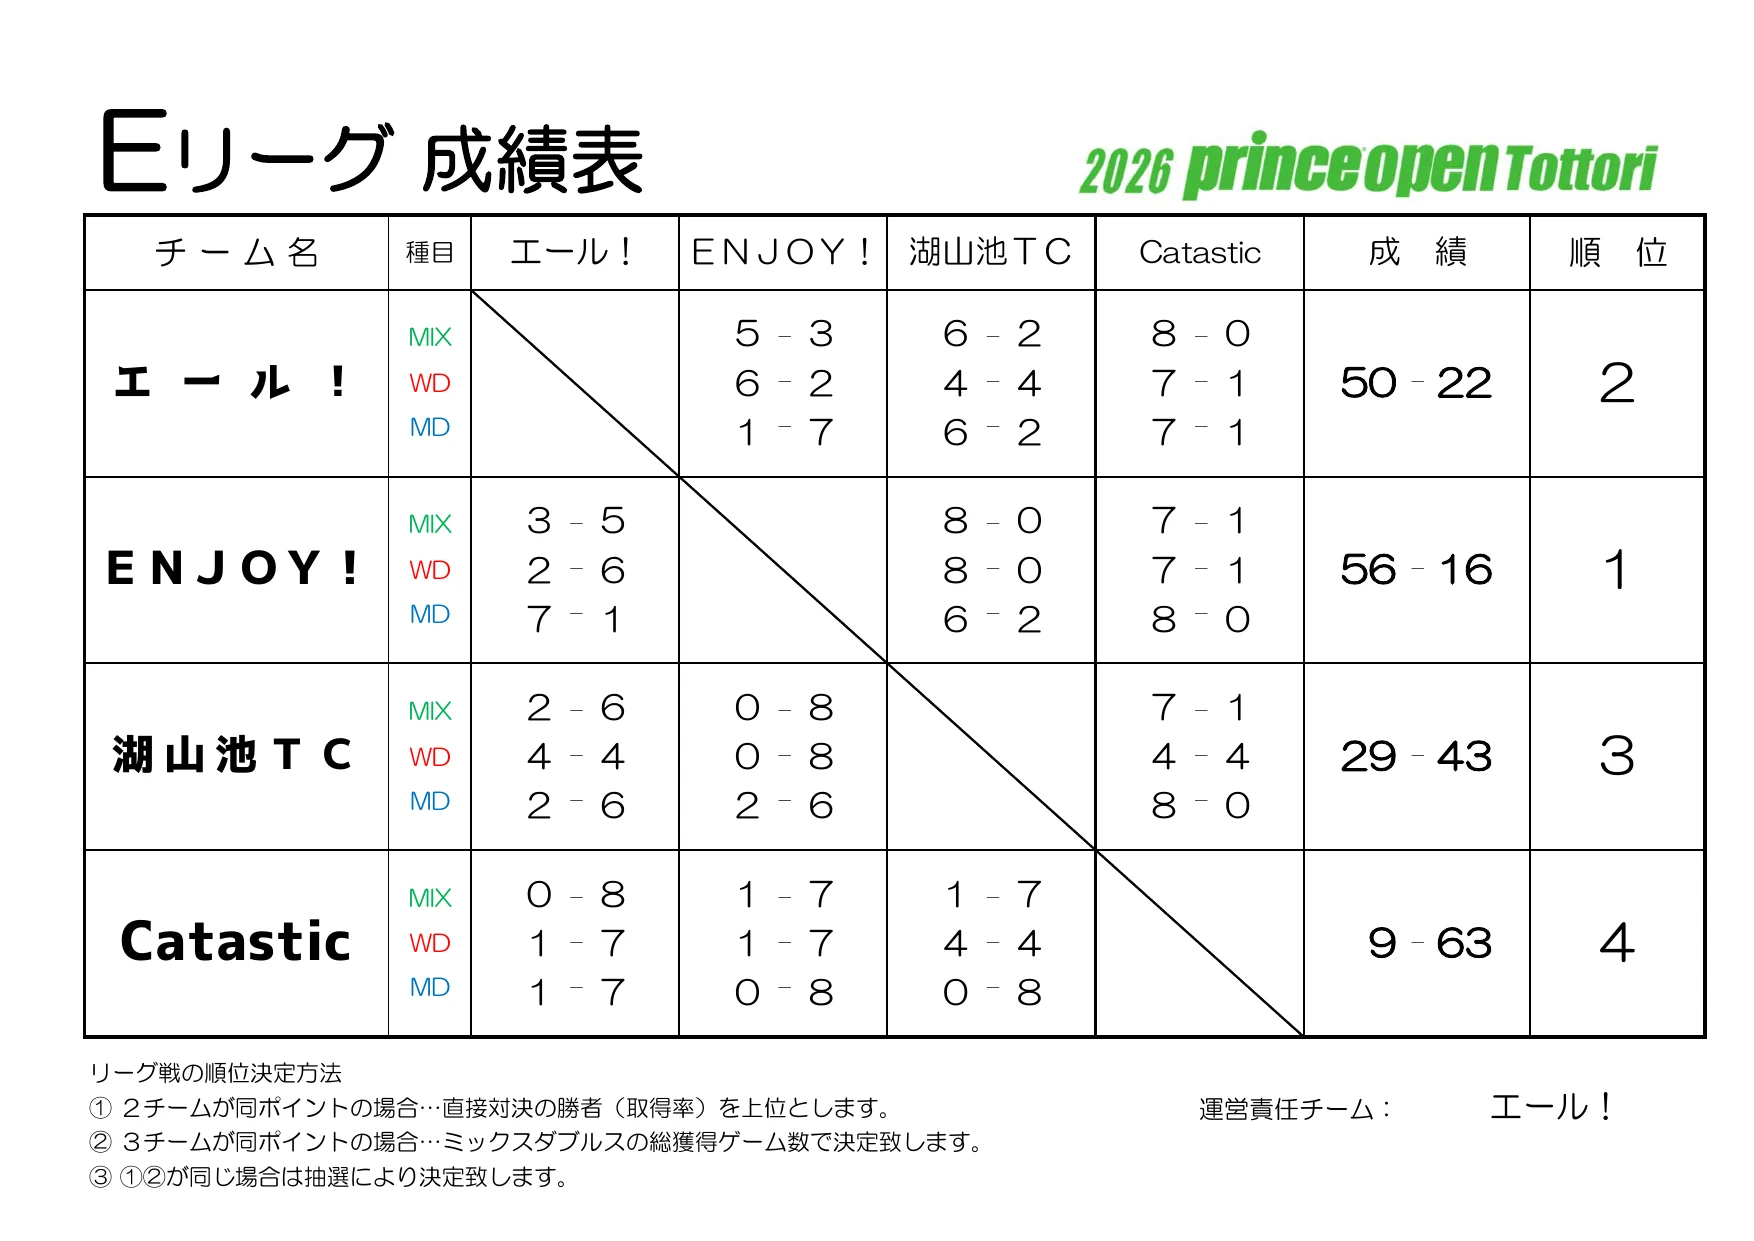 Eリーグ 成績表
2026 prince open Tottori
チーム名 種目 エール！ ＥＮＪＯＹ！ 湖山池ＴＣ Catastic 成　績 順　位
MIX 5 - 3 6 - 2 8 - 0
エール！ WD 6 - 2 4 - 4 7 - 1 50 - 22 2
MD 1 - 7 6 - 2 7 - 1
MIX 3 - 5 8 - 0 7 - 1
ＥＮＪＯＹ！ WD 2 - 6 8 - 0 7 - 1 56 - 16 1
MD 7 - 1 6 - 2 8 - 0
MIX 2 - 6 0 - 8 7 - 1
湖山池ＴＣ WD 4 - 4 0 - 8 4 - 4 29 - 43 3
MD 2 - 6 2 - 6 8 - 0
MIX 0 - 8 1 - 7 1 - 7
Catastic WD 1 - 7 1 - 7 4 - 4 9 - 63 4
MD 1 - 7 0 - 8 0 - 8
リーグ戦の順位決定方法
① ２チームが同ポイントの場合…直接対決の勝者（取得率）を上位とします。
② ３チームが同ポイントの場合…ミックスダブルスの総獲得ゲーム数で決定致します。
③ ①②が同じ場合は抽選により決定致します。
運営責任チーム： エール！